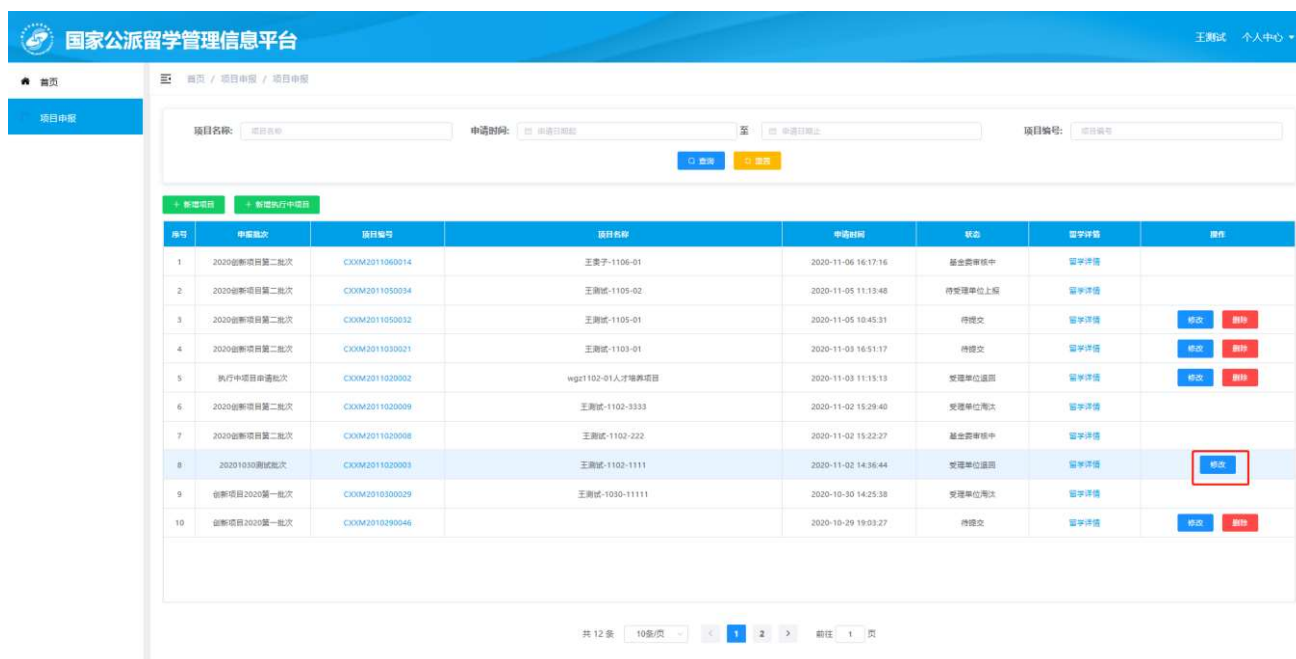 国家公派留学管理信息平台
王测试 个人中心
首页
首页 / 项目申报 / 项目申报
项目申报
项目名称: 项目名称 申请时间: 申请日期起 至 申请日期止 项目编号: 项目编号
查询 重置
+ 新增项目 + 新增执行中项目
序号 申报批次 项目编号 项目名称 申请时间 状态 留学详情 操作
1 2020创新项目第二批次 CXXM2011060014 王妻子-1106-01 2020-11-06 16:17:16 基金委审核中 留学详情
2 2020创新项目第二批次 CXXM2011050034 王测试-1105-02 2020-11-05 11:13:48 待受理单位上报 留学详情
3 2020创新项目第二批次 CXXM2011050032 王测试-1105-01 2020-11-05 10:45:31 待提交 留学详情 修改 删除
4 2020创新项目第二批次 CXXM2011030021 王测试-1103-01 2020-11-03 16:51:17 待提交 留学详情 修改 删除
5 执行中项目申请批次 CXXM2011020002 wgz1102-01人才培养项目 2020-11-03 11:15:13 受理单位退回 留学详情 修改 删除
6 2020创新项目第二批次 CXXM2011020009 王测试-1102-3333 2020-11-02 15:29:40 受理单位淘汰 留学详情
7 2020创新项目第二批次 CXXM2011020008 王测试-1102-222 2020-11-02 15:22:27 基金委审核中 留学详情
8 20201030测试批次 CXXM2011020003 王测试-1102-1111 2020-11-02 14:36:44 受理单位退回 留学详情 修改
9 创新项目2020第一批次 CXXM2010300029 王测试-1030-11111 2020-10-30 14:25:38 受理单位淘汰 留学详情
10 创新项目2020第一批次 CXXM2010290046 2020-10-29 19:03:27 待提交 留学详情 修改 删除
共 12 条 10条/页 < 1 2 > 前往 1 页